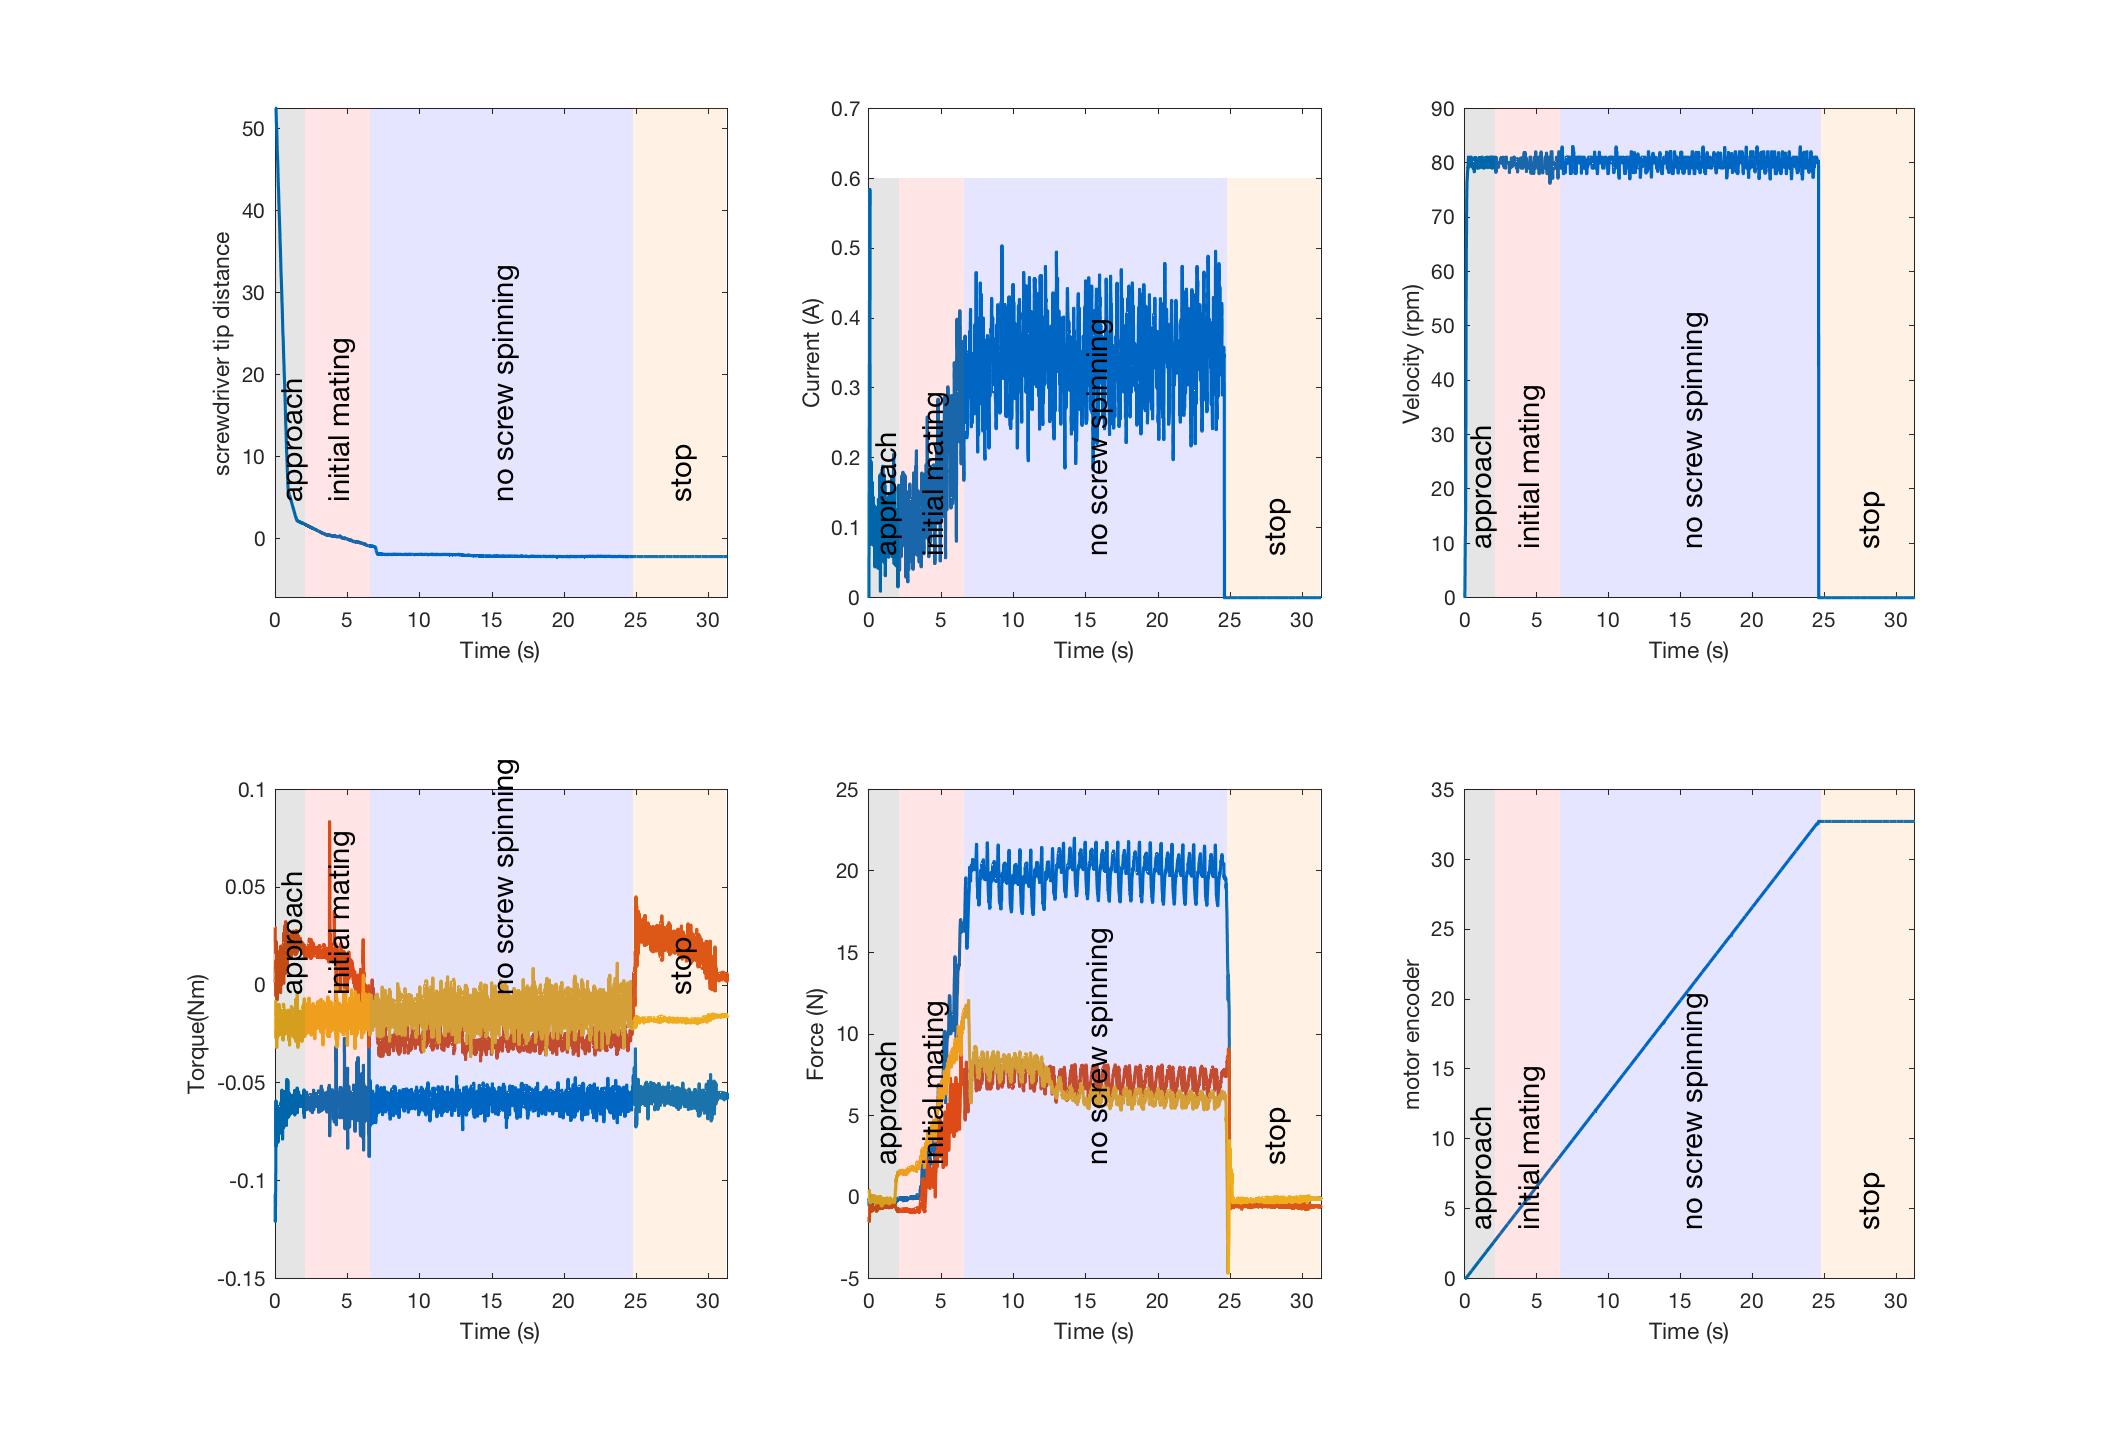 50
40
30
20
10
0
screwdriver tip distance
approach
initial mating
no screw spinning
stop
0 5 10 15 20 25 30
Time (s)
0.7
0.6
0.5
0.4
0.3
0.2
0.1
0
Current (A)
approach
initial mating
no screw spinning
stop
0 5 10 15 20 25 30
Time (s)
90
80
70
60
50
40
30
20
10
0
Velocity (rpm)
approach
initial mating
no screw spinning
stop
0 5 10 15 20 25 30
Time (s)
0.1
0.05
0
-0.05
-0.1
-0.15
Torque(Nm)
approach
initial mating
no screw spinning
stop
0 5 10 15 20 25 30
Time (s)
25
20
15
10
5
0
-5
Force (N)
approach
initial mating
no screw spinning
stop
0 5 10 15 20 25 30
Time (s)
35
30
25
20
15
10
5
0
motor encoder
approach
initial mating
no screw spinning
stop
0 5 10 15 20 25 30
Time (s)